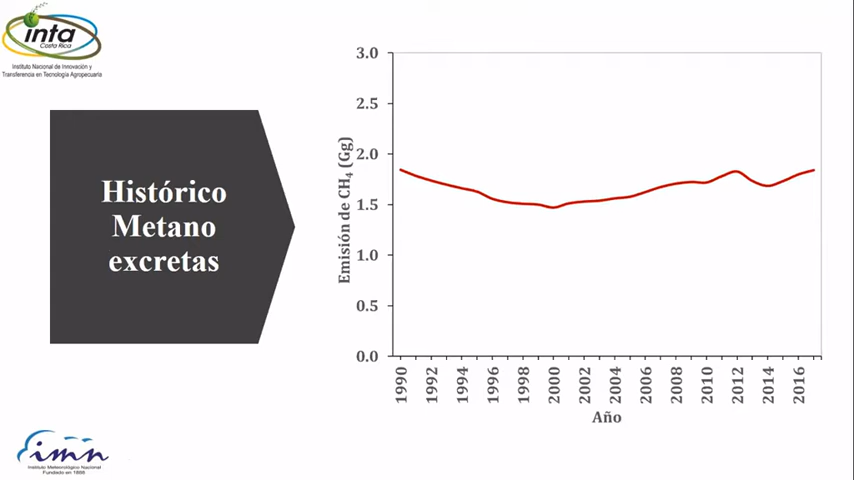 inta
Costa Rica
Instituto Nacional de Innovación y
Transferencia en Tecnología Agropecuaria
Histórico
Metano
excretas
Emisión de CH₄ (Gg)
3.0
2.5
2.0
1.5
1.0
0.5
0.0
1990
1992
1994
1996
1998
2000
2002
2004
2006
2008
2010
2012
2014
2016
Año
imn
Instituto Meteorológico Nacional
Fundado en 1888